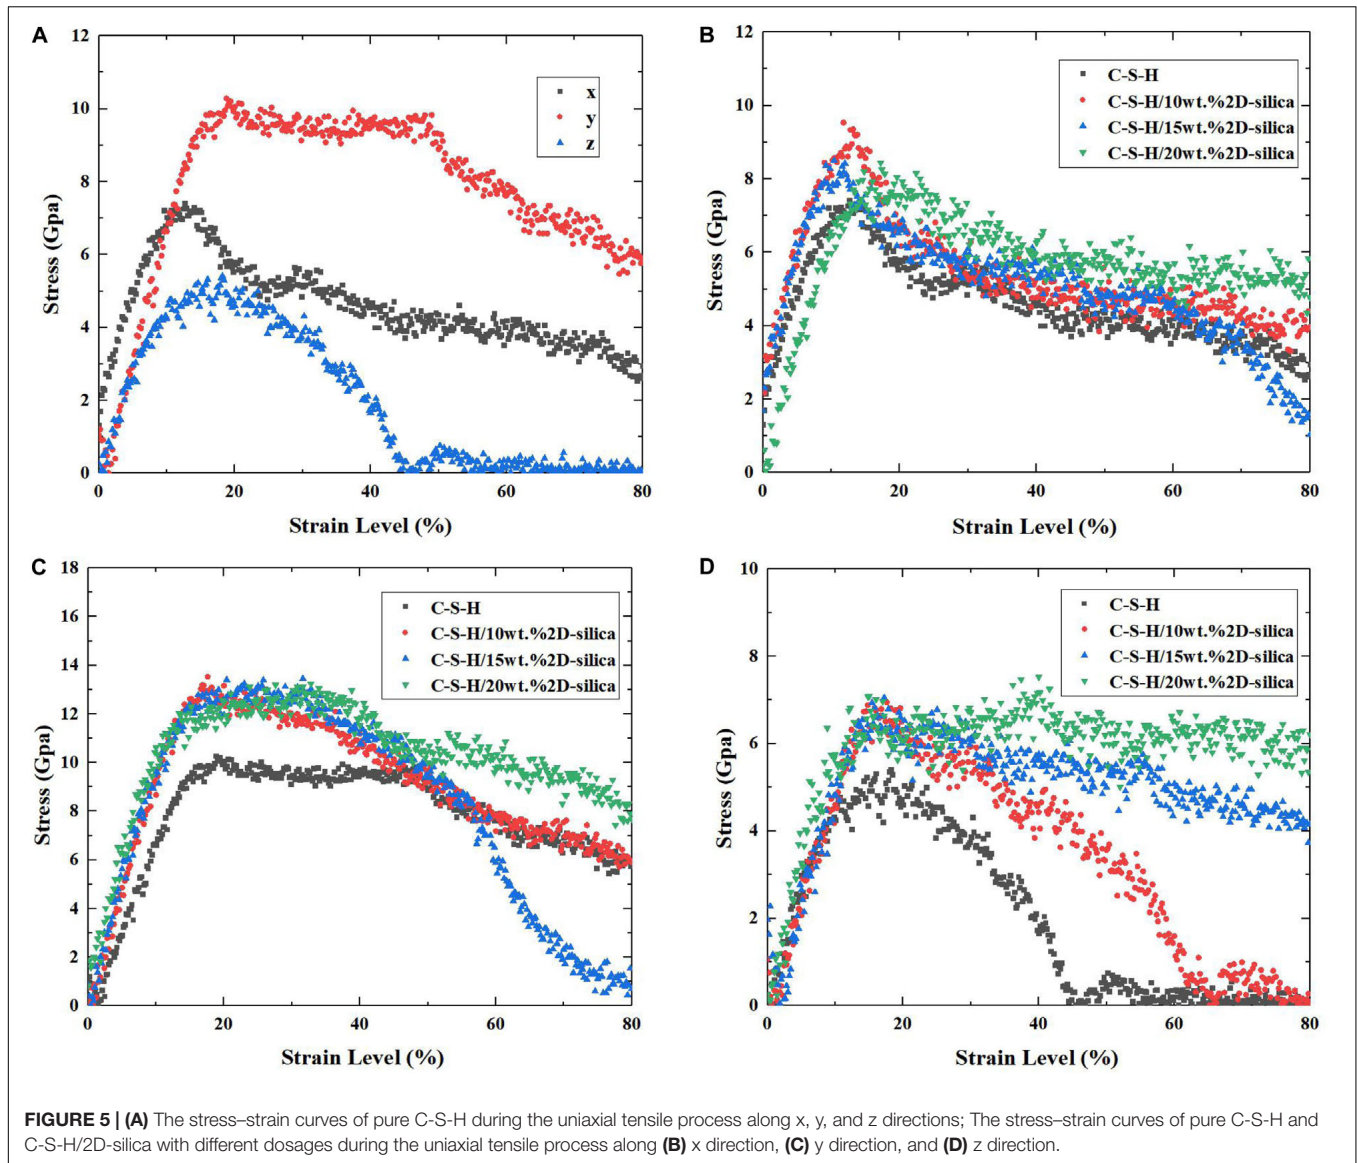 A
12
10
8
6
4
2
0
Stress (Gpa)
x
y
z
0 20 40 60 80
Strain Level (%)
B
12
10
8
6
4
2
0
Stress (Gpa)
C-S-H
C-S-H/10wt.%2D-silica
C-S-H/15wt.%2D-silica
C-S-H/20wt.%2D-silica
0 20 40 60 80
Strain Level (%)
C
18
16
14
12
10
8
6
4
2
0
Stress (Gpa)
C-S-H
C-S-H/10wt.%2D-silica
C-S-H/15wt.%2D-silica
C-S-H/20wt.%2D-silica
0 20 40 60 80
Strain Level (%)
D
10
8
6
4
2
0
Stress (Gpa)
C-S-H
C-S-H/10wt.%2D-silica
C-S-H/15wt.%2D-silica
C-S-H/20wt.%2D-silica
0 20 40 60 80
Strain Level (%)
FIGURE 5 | (A) The stress–strain curves of pure C-S-H during the uniaxial tensile process along x, y, and z directions; The stress–strain curves of pure C-S-H and
C-S-H/2D-silica with different dosages during the uniaxial tensile process along (B) x direction, (C) y direction, and (D) z direction.